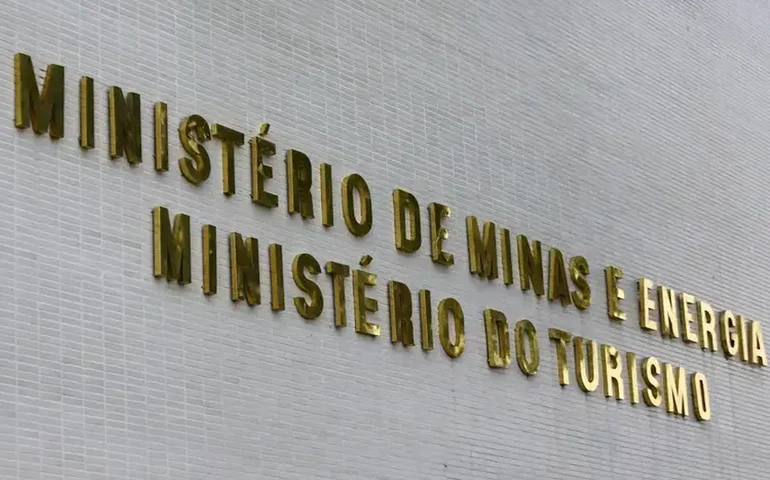 MINISTÉRIO DE MINAS E ENERGIA
MINISTÉRIO DO TURISMO